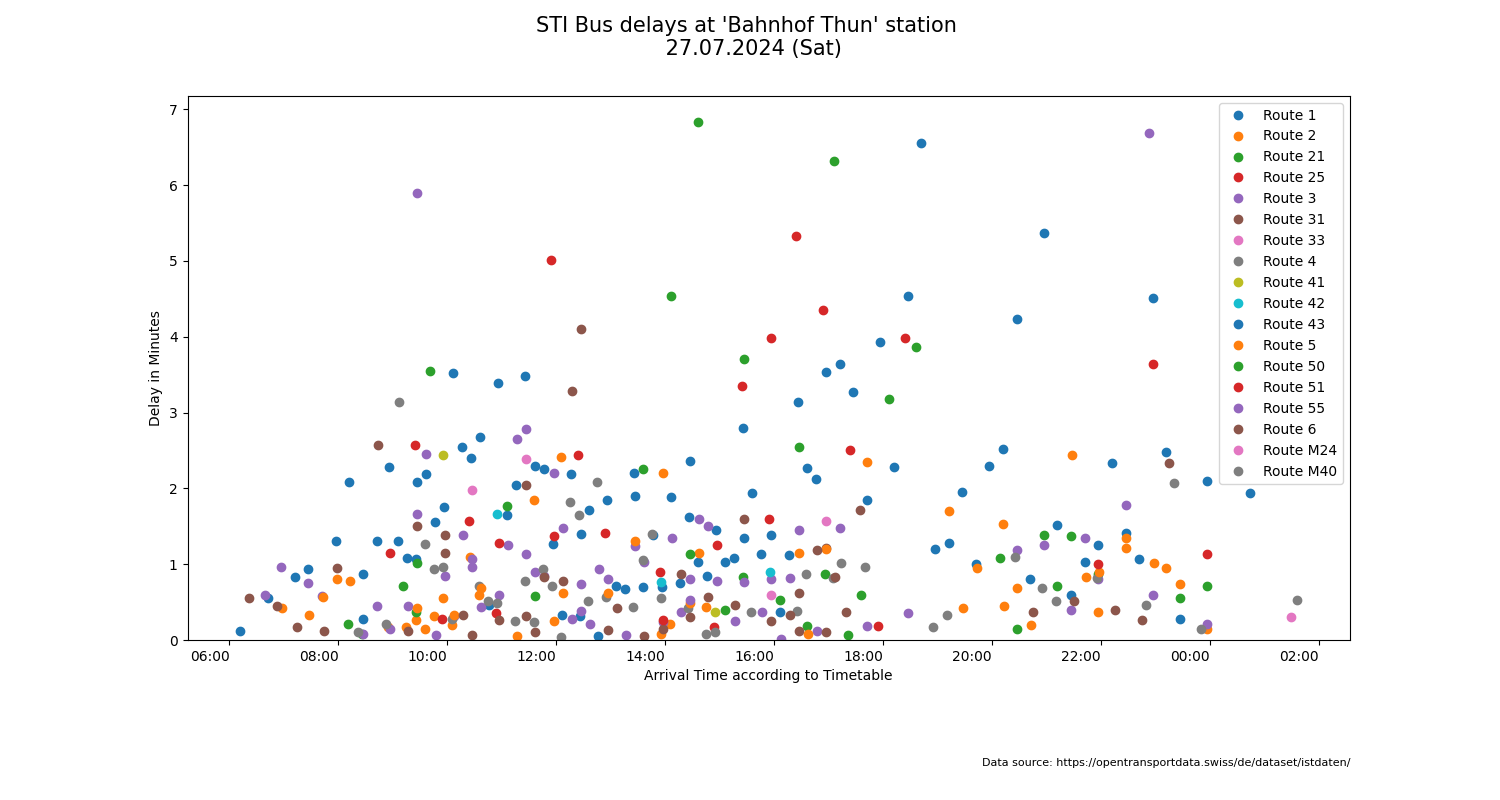 STI Bus delays at 'Bahnhof Thun' station
27.07.2024 (Sat)
7
6
5
4
3
2
1
0
Delay in Minutes
06:00
08:00
10:00
12:00
14:00
16:00
18:00
20:00
22:00
00:00
02:00
Arrival Time according to Timetable
Route 1
Route 2
Route 21
Route 25
Route 3
Route 31
Route 33
Route 4
Route 41
Route 42
Route 43
Route 5
Route 50
Route 51
Route 55
Route 6
Route M24
Route M40
Data source: https://opentransportdata.swiss/de/dataset/istdaten/